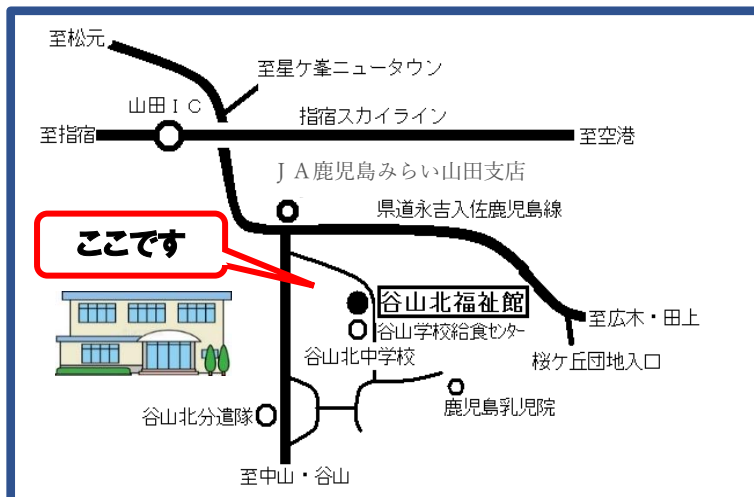 至松元
至星ケ峯ニュータウン
山田ＩＣ
指宿スカイライン
至指宿
至空港
ＪＡ鹿児島みらい山田支店
県道永吉入佐鹿児島線
ここです
谷山北福祉館
至広木・田上
谷山学校給食センター
谷山北中学校
桜ケ丘団地入口
鹿児島乳児院
谷山北分遣隊
至中山・谷山